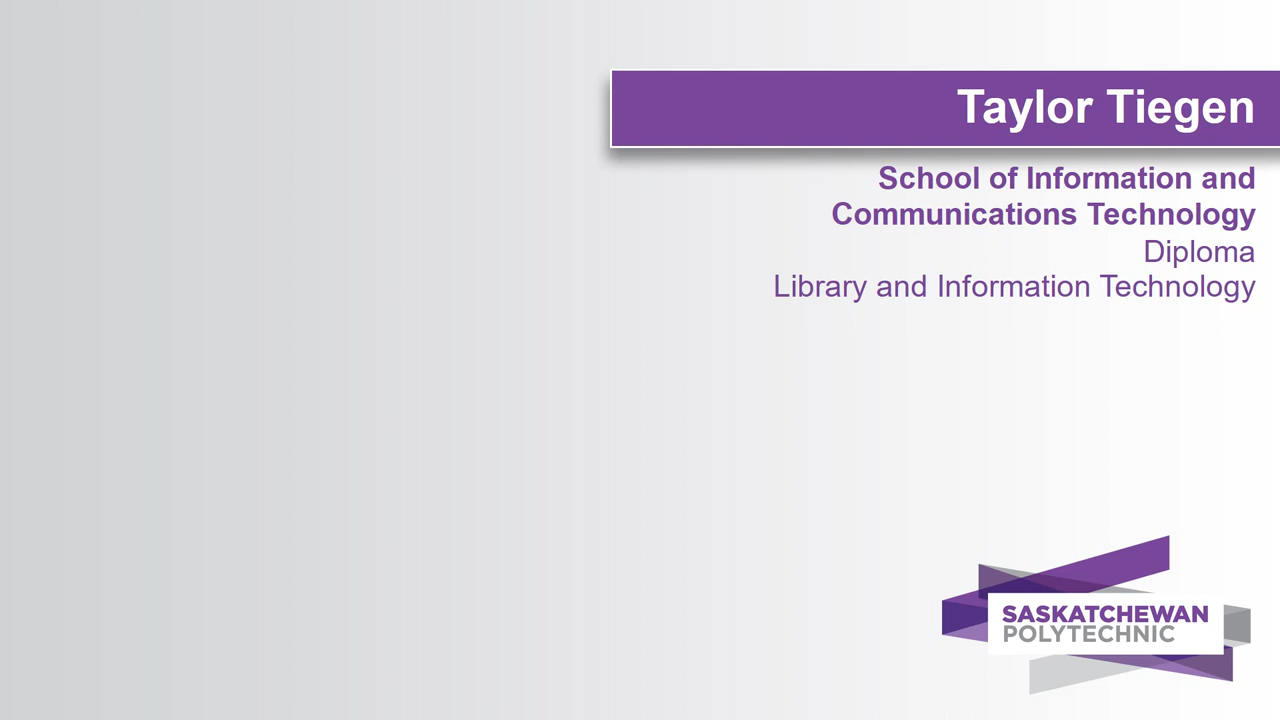 Taylor Tiegen
School of Information and
Communications Technology
Diploma
Library and Information Technology
SASKATCHEWAN
POLYTECHNIC